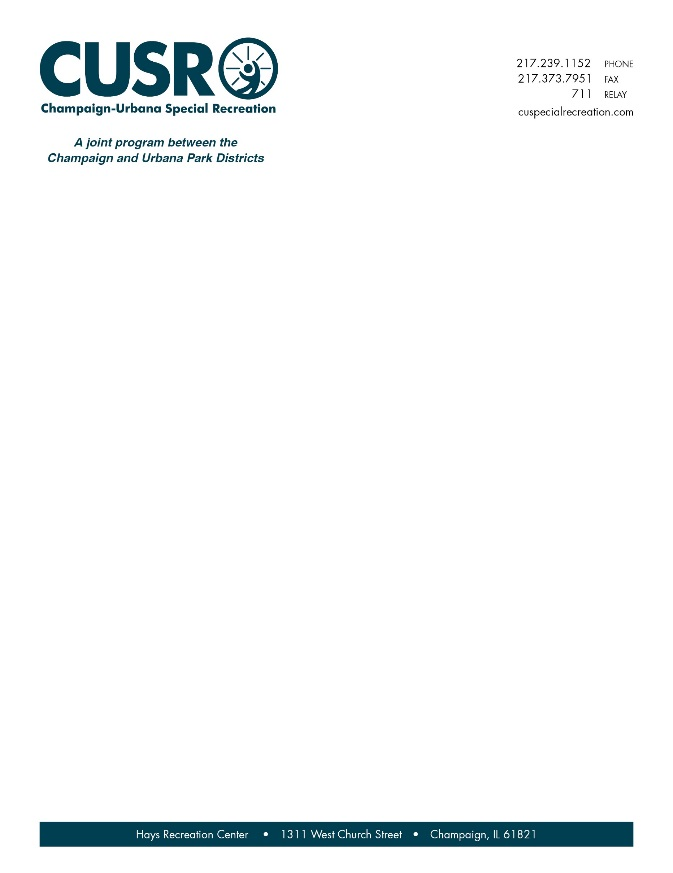 CUSR
Champaign-Urbana Special Recreation
A joint program between the
Champaign and Urbana Park Districts
217.239.1152 PHONE
217.373.7951 FAX
711 RELAY
cuspecialrecreation.com
Hays Recreation Center • 1311 West Church Street • Champaign, IL 61821